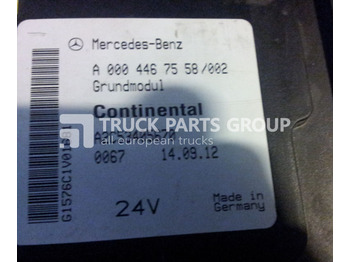 Mercedes-Benz
A 000 446 75 58/002
Grundmodul
Continental
TRUCK PARTS GROUP
all european trucks
0067 14.09.12
24V
Made in
Germany